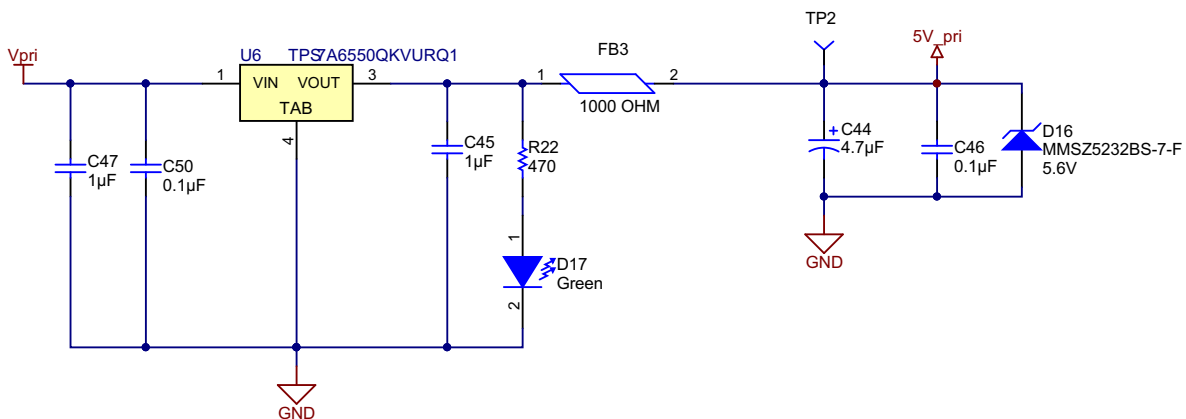 TP2
Vpri
U6 TPS7A6550QKVURQ1
FB3
5V_pri
1
VIN VOUT
3
1
2
TAB
1000 OHM
4
C47
1µF
C50
0.1µF
C45
1µF
R22
470
C44
4.7µF
C46
0.1µF
D16
MMSZ5232BS-7-F
5.6V
+
1
D17
Green
2
GND
GND